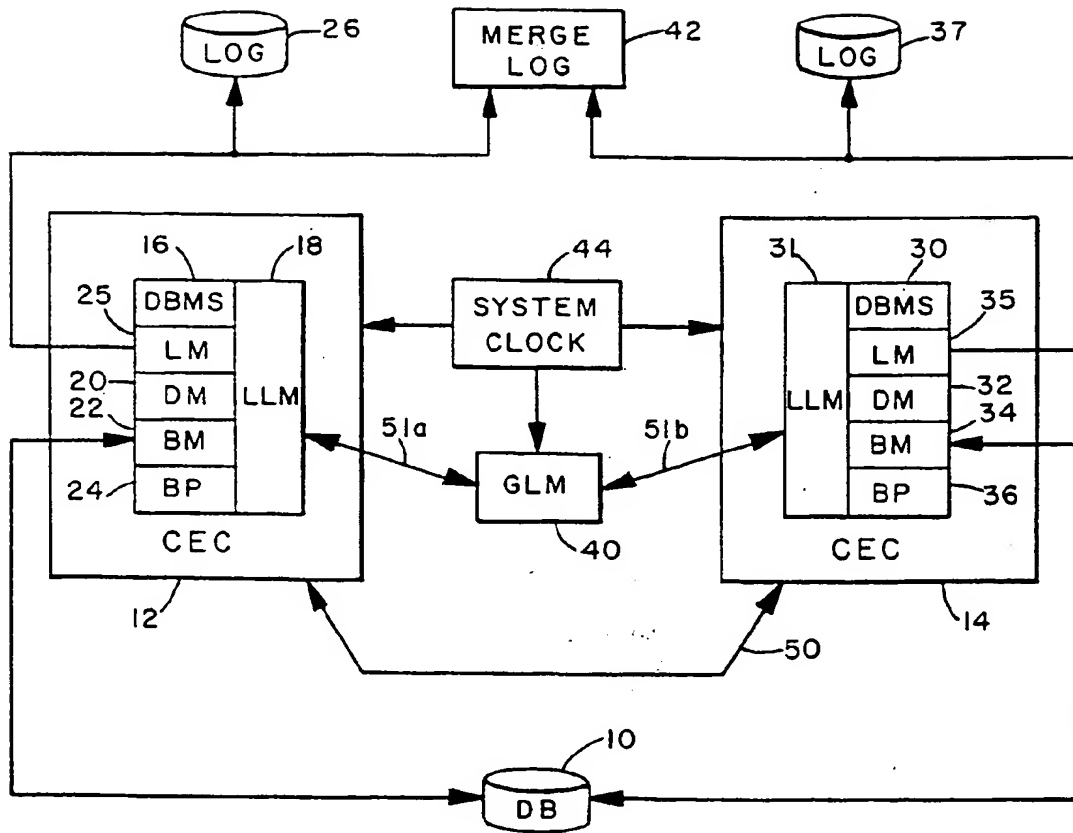 LOG
26
MERGE
LOG
42
LOG
37
16
18
44
31
30
DBMS
25
LM
20
DM
22
BM
24
BP
LLM
CEC
12
SYSTEM
CLOCK
51a
51b
GLM
40
LLM
DBMS
35
LM
32
DM
34
BM
36
BP
CEC
14
50
10
DB